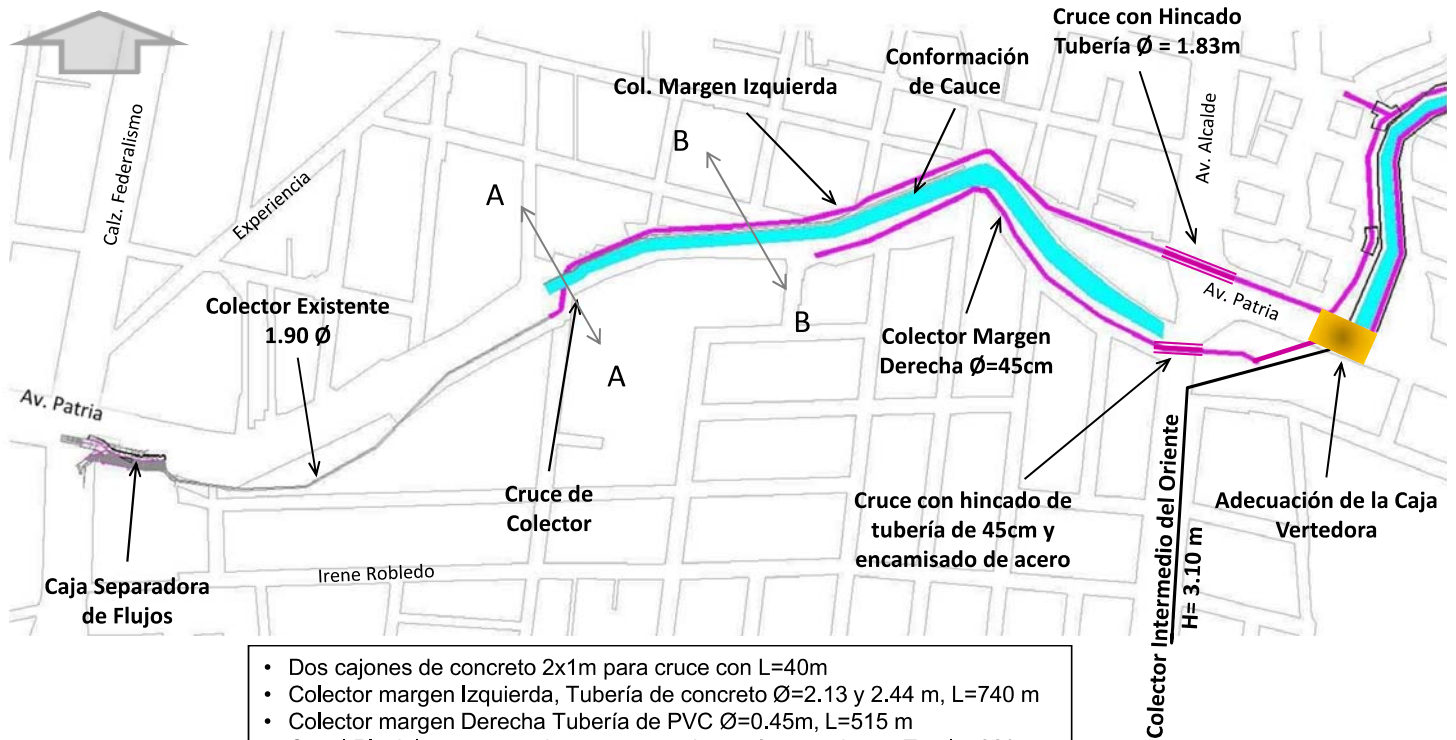 Cruce con Hincado
Tubería Ø = 1.83m
Conformación
de Cauce
Col. Margen Izquierda
Av. Alcalde
Calz. Federalismo
Experiencia
B
A
Colector Existente
1.90 Ø
Av. Patria
B
A
Colector Margen
Derecha Ø=45cm
Av. Patria
Cruce de
Colector
Cruce con hincado de
tubería de 45cm y
encamisado de acero
Colector Intermedio del Oriente
H= 3.10 m
Adecuación de la Caja
Vertedora
Caja Separadora
de Flujos
Irene Robledo
• Dos cajones de concreto 2x1m para cruce con L=40m
• Colector margen Izquierda, Tubería de concreto Ø=2.13 y 2.44 m, L=740 m
• Colector margen Derecha Tubería de PVC Ø=0.45m, L=515 m